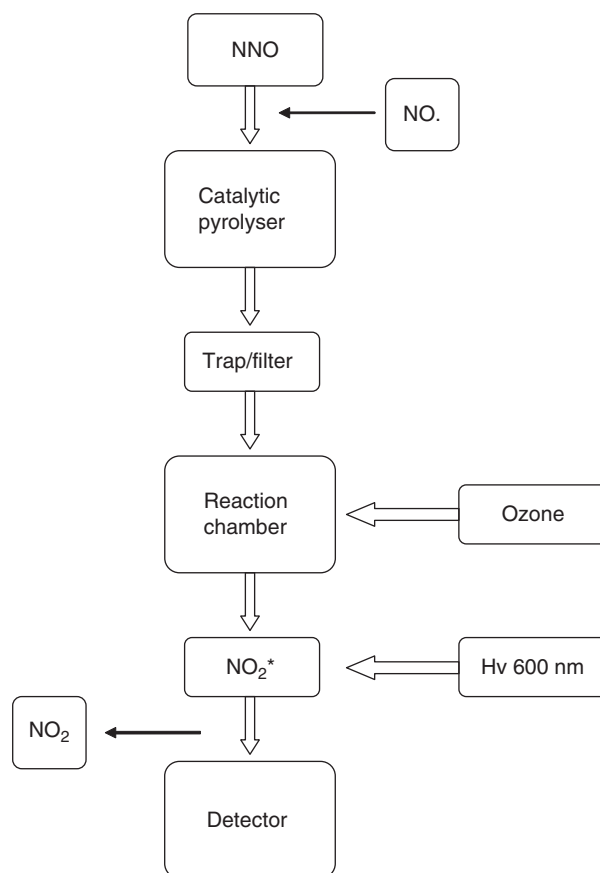 NNO
NO.
Catalytic
pyrolyser
Trap/filter
Reaction
chamber
Ozone
NO₂*
Hv 600 nm
NO₂
Detector